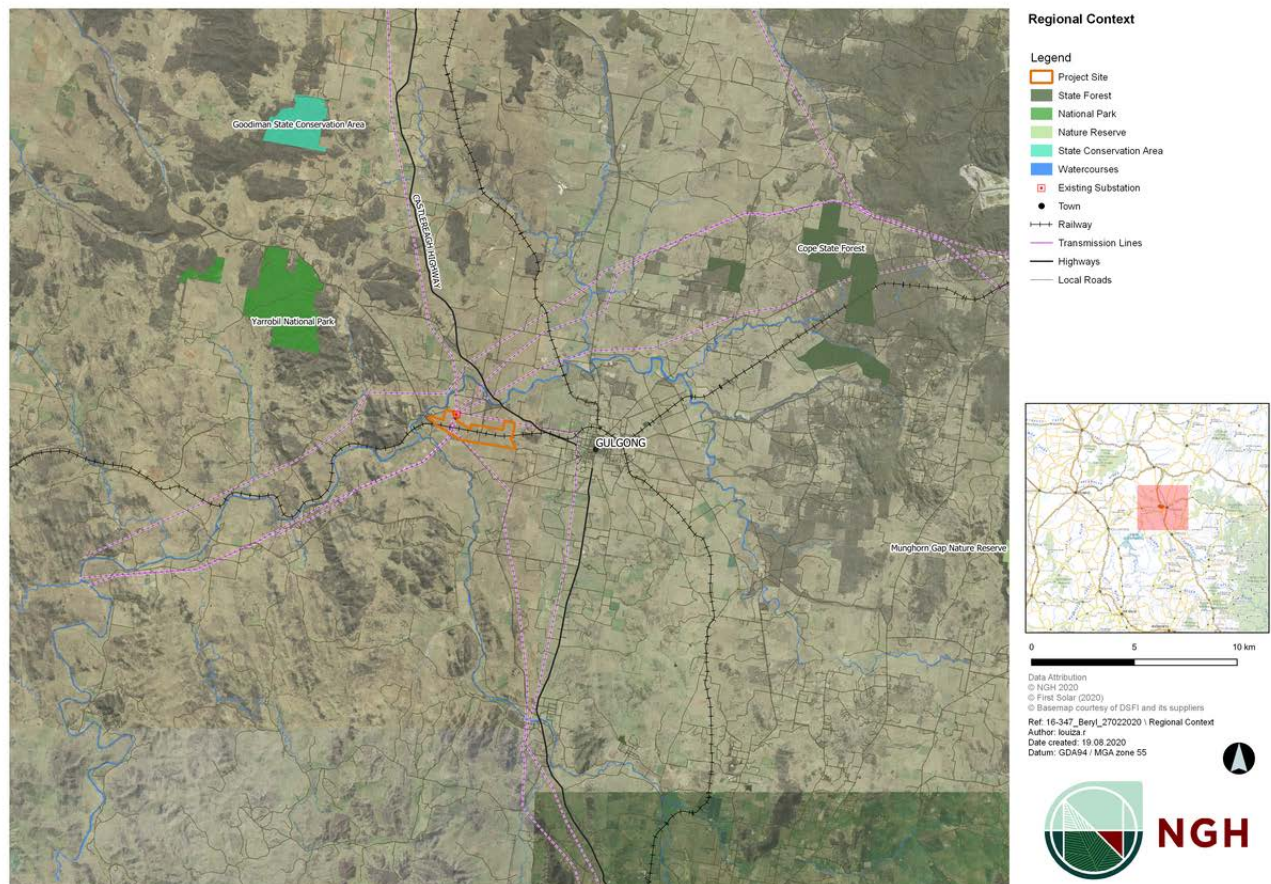 Regional Context
Legend
Project Site
State Forest
National Park
Nature Reserve
State Conservation Area
Watercourses
Existing Substation
Town
Railway
Transmission Lines
Highways
Local Roads
Goodiman State Conservation Area
CASTLEREAGH HIGHWAY
Cope State Forest
Yarrobil National Park
GULGONG
Munghorn Gap Nature Reserve
0 5 10 km
Data Attribution
© NGH 2020
© First Solar (2020)
© Basemap courtesy of DSFI and its suppliers
Ref: 16-347_Beryl_27022020 \ Regional Context
Author: louiza.r
Date created: 19.08.2020
Datum: GDA94 / MGA zone 55
NGH